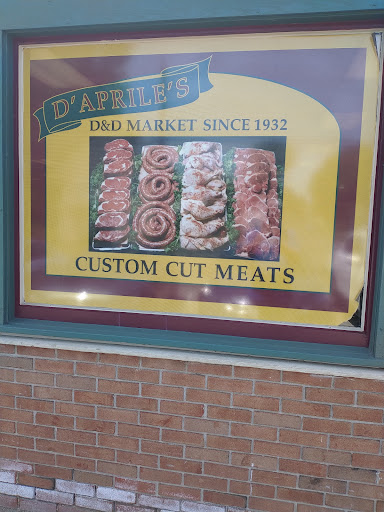 D'APRILE'S
D&D MARKET SINCE 1932
CUSTOM CUT MEATS